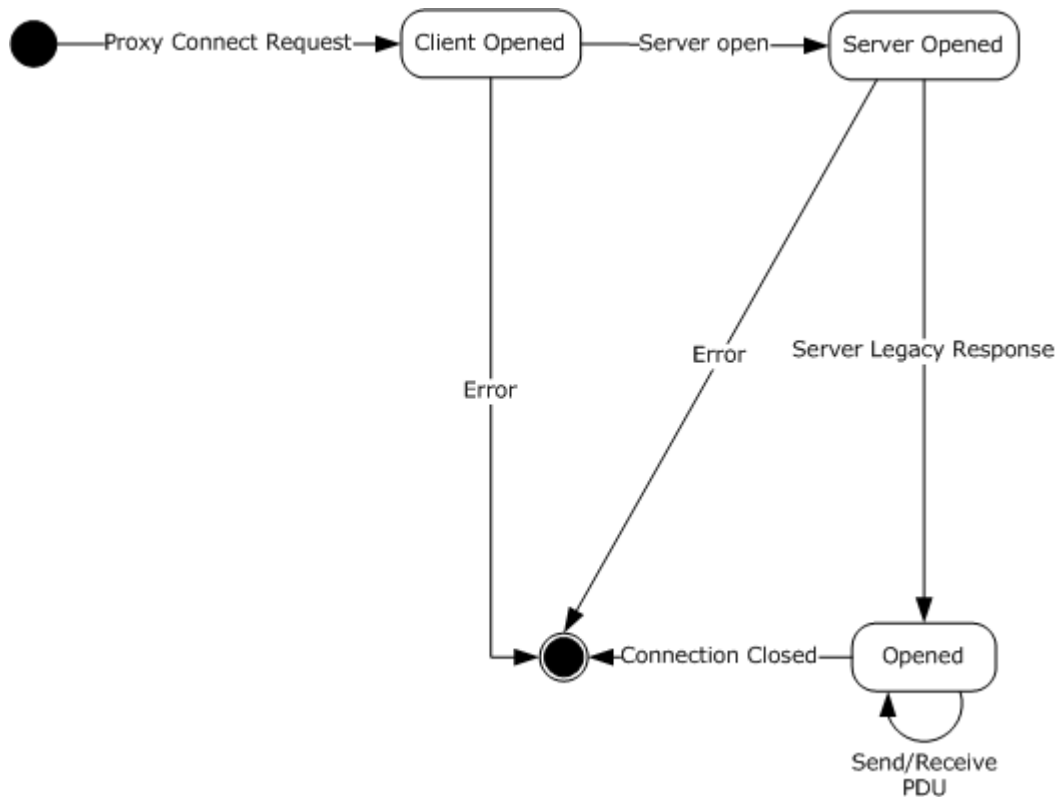 Proxy Connect Request
Client Opened
Server open
Server Opened
Error
Error
Server Legacy Response
Connection Closed
Opened
Send/Receive
PDU